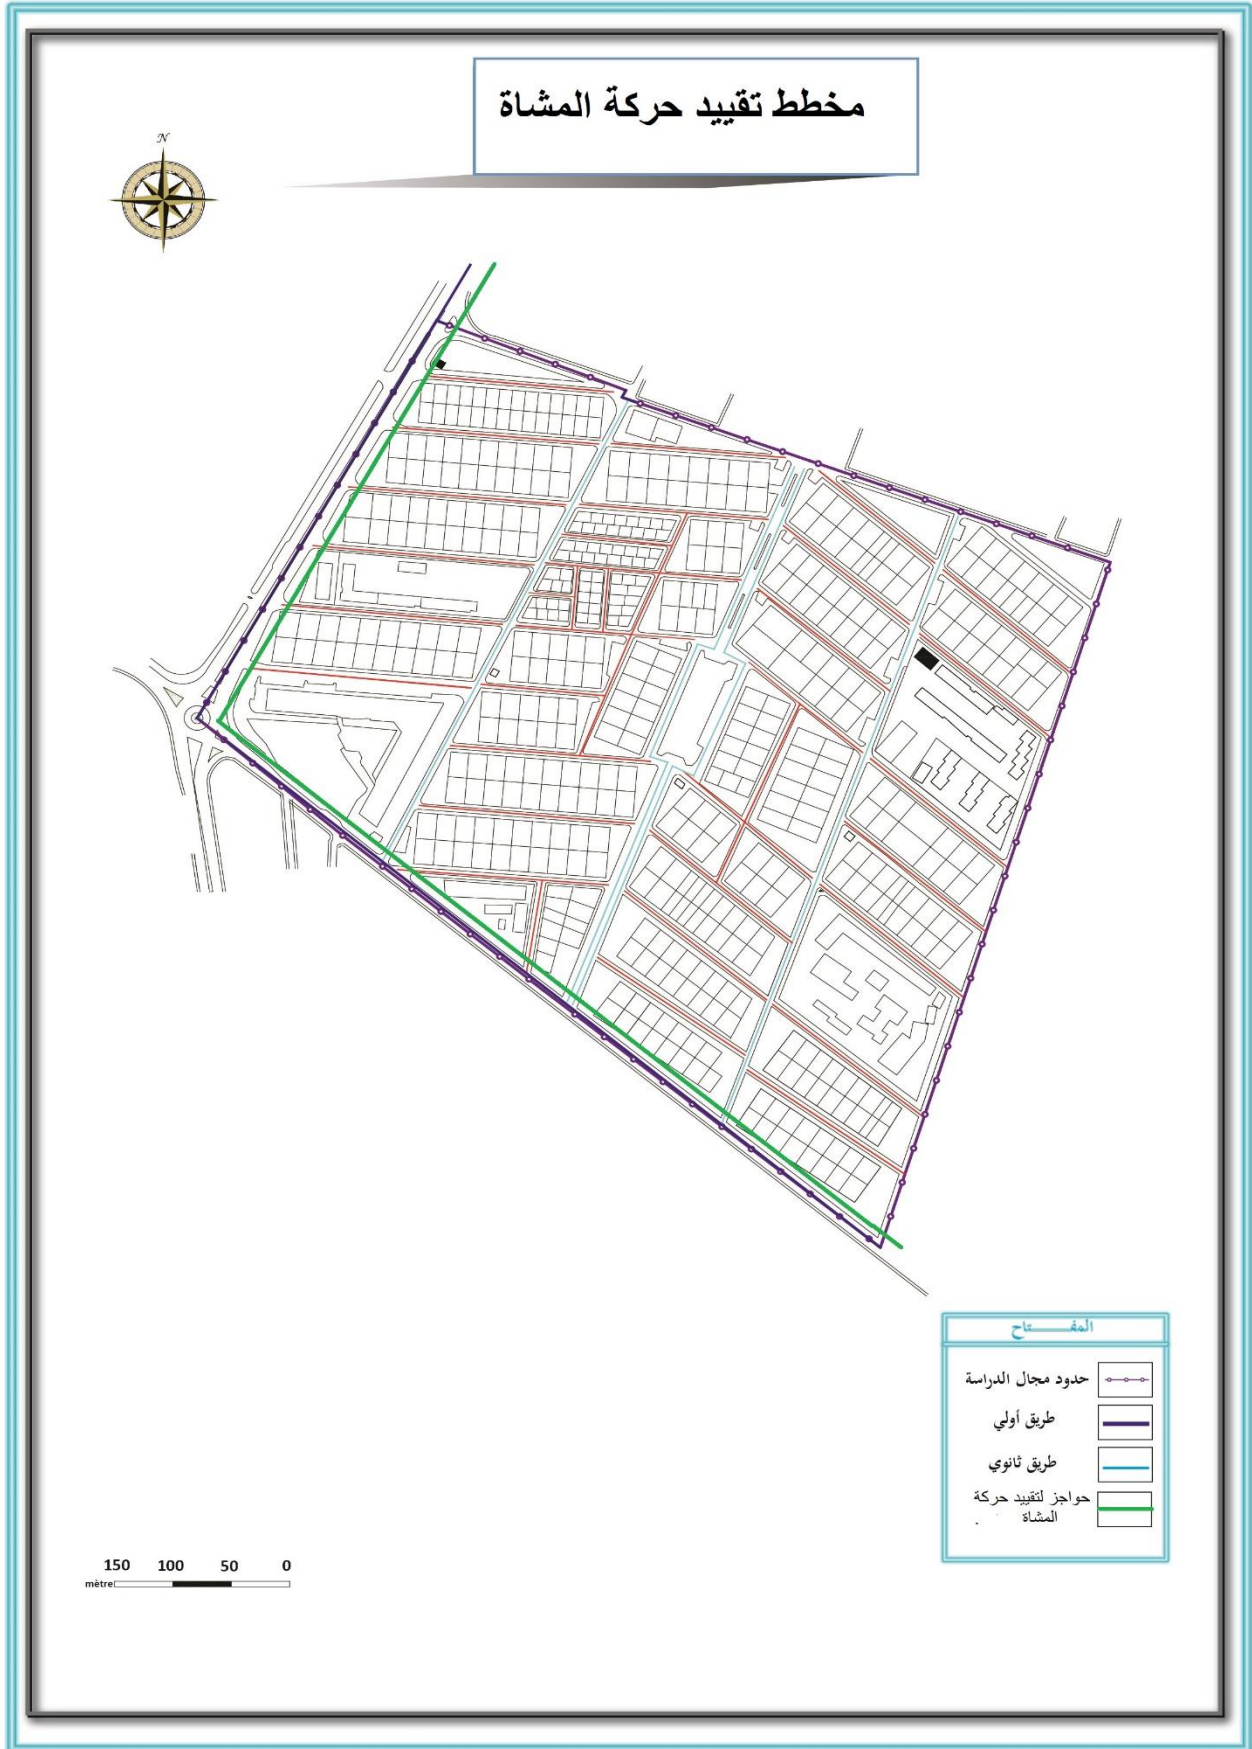 مخطط تقييد حركة المشاة
N
المفـــــتاح
حدود مجال الدراسة
طريق أولي
طريق ثانوي
حواجز لتقييد حركة
المشاة
150 100 50 0
mètre